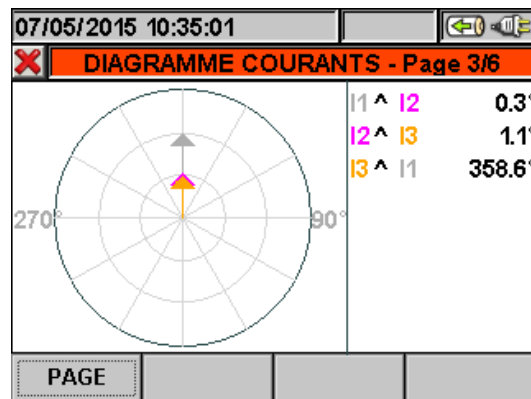 07/05/2015 10:35:01
DIAGRAMME COURANTS - Page 3/6
I1 ^ I2 0.3°
I2 ^ I3 1.1°
I3 ^ I1 358.6°
270° 90°
PAGE